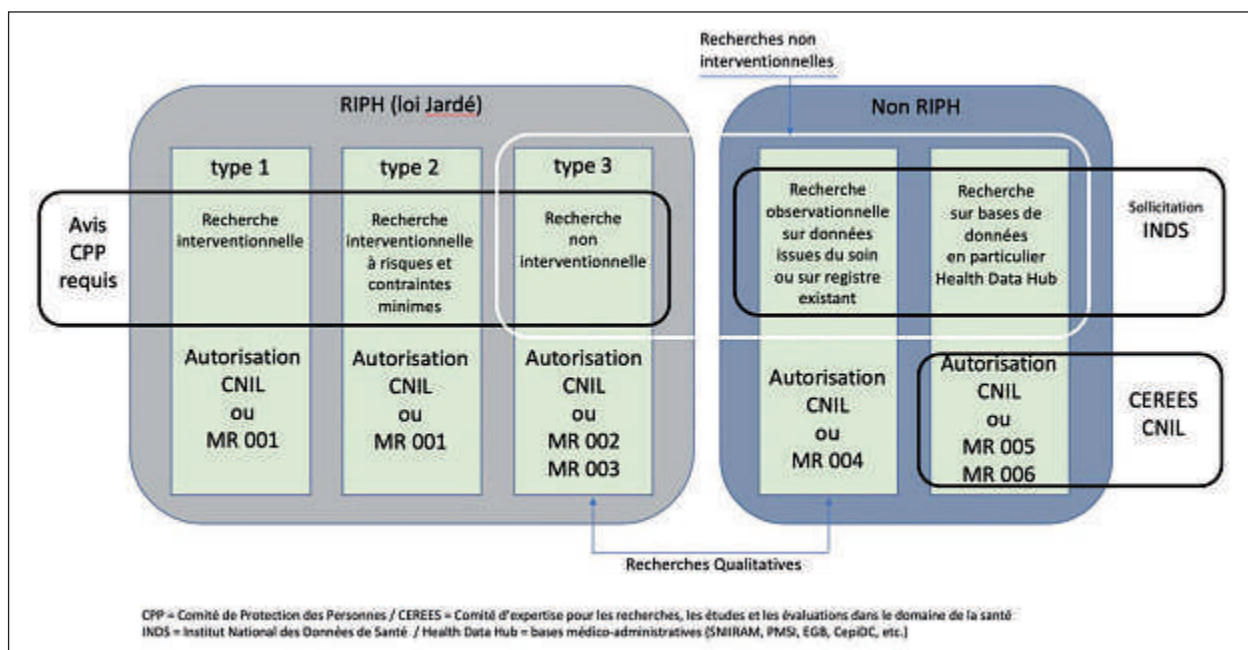 Recherches non
interventionnelles
RIPH (loi Jardé)
Non RIPH
type 1
type 2
type 3
Avis
CPP
requis
Recherche
interventionnelle
Recherche
interventionnelle
à risques et
contraintes
minimes
Recherche
non
interventionnelle
Recherche
observationnelle
sur données
issues du soin
ou sur registre
existant
Recherche
sur bases de
données
en particulier
Health Data Hub
Sollicitation
INDS
Autorisation
CNIL
ou
MR 001
Autorisation
CNIL
ou
MR 001
Autorisation
CNIL
ou
MR 002
MR 003
Autorisation
CNIL
ou
MR 004
Autorisation
CNIL
ou
MR 005
MR 006
CEREES
CNIL
Recherches Qualitatives
CPP = Comité de Protection des Personnes / CEREES = Comité d'expertise pour les recherches, les études et les évaluations dans le domaine de la santé
INDS = Institut National des Données de Santé / Health Data Hub = bases médico-administratives (SNIIRAM, PMSI, EGB, CepiDC, etc.)